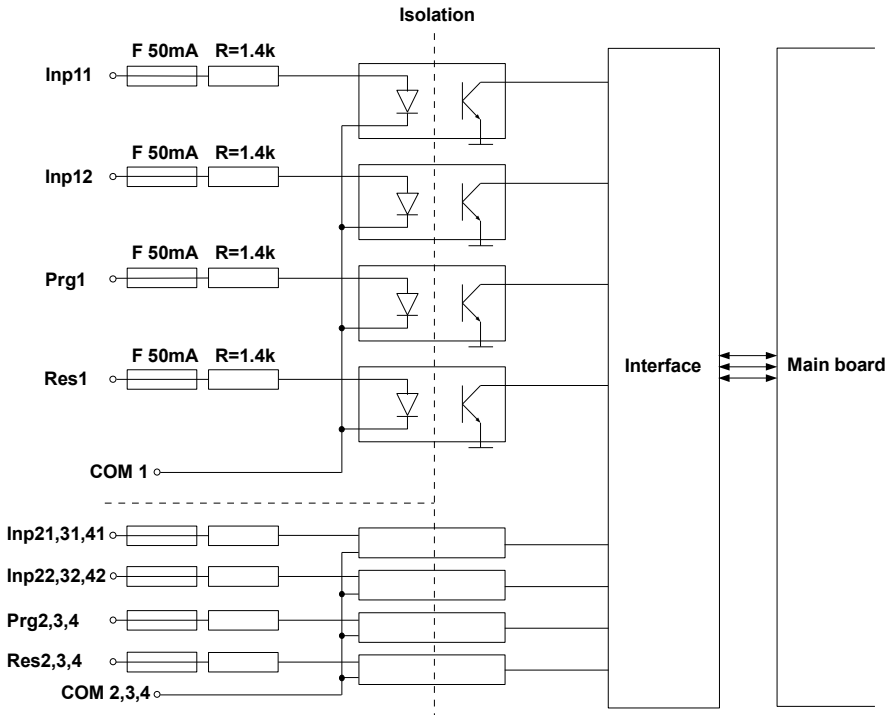 Isolation
F 50mA R=1.4k
Inp11
F 50mA R=1.4k
Inp12
F 50mA R=1.4k
Prg1
F 50mA R=1.4k
Res1
Interface
Main board
COM 1
Inp21,31,41
Inp22,32,42
Prg2,3,4
Res2,3,4
COM 2,3,4